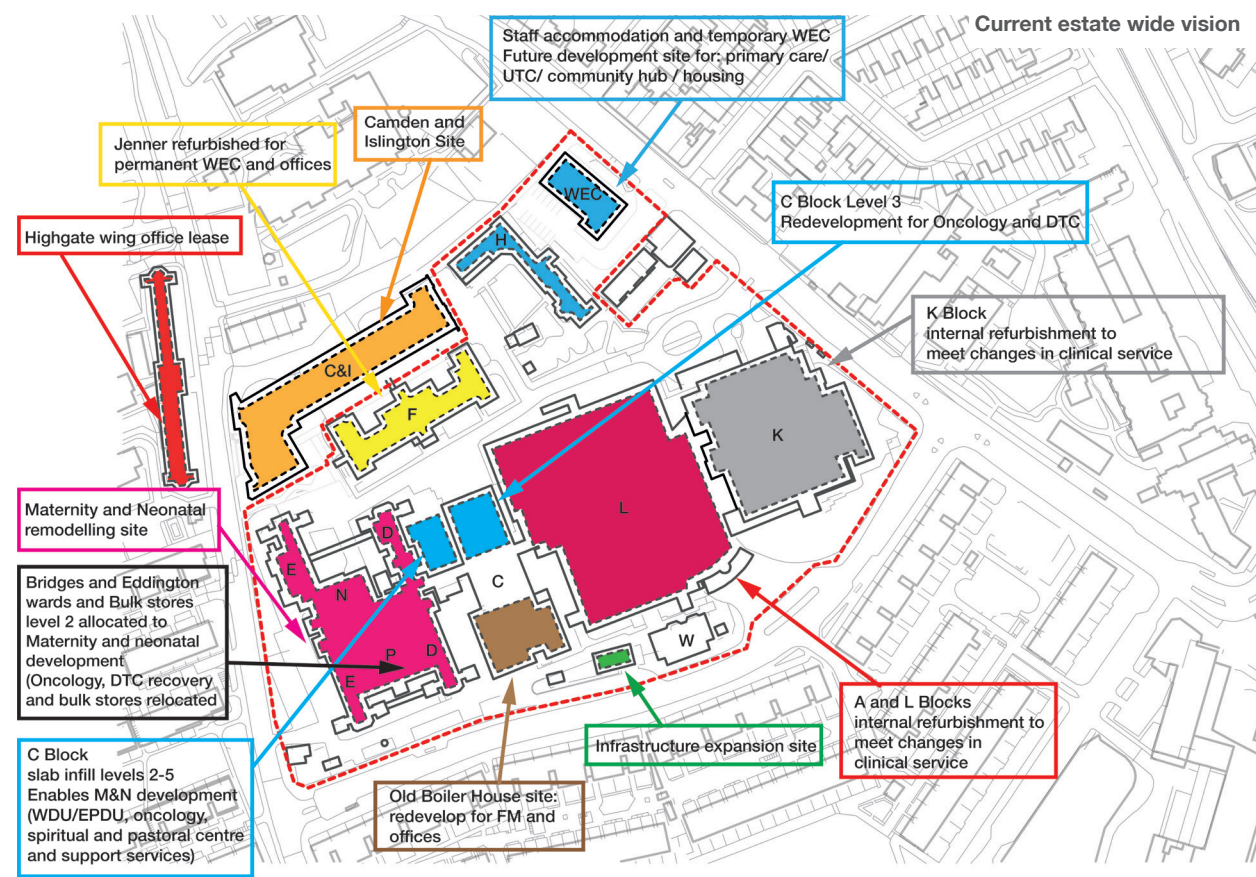 Current estate wide vision
Staff accommodation and temporary WEC
Future development site for: primary care/
UTC/ community hub / housing
Camden and
Islington Site
Jenner refurbished for
permanent WEC and offices
C Block Level 3
Redevelopment for Oncology and DTC
Highgate wing office lease
K Block
internal refurbishment to
meet changes in clinical service
WEC
H
C&I
F
K
L
Maternity and Neonatal
remodelling site
D
E
N
C
Bridges and Eddington
wards and Bulk stores
level 2 allocated to
Maternity and neonatal
development
(Oncology, DTC recovery
and bulk stores relocated
P
D
W
E
A and L Blocks
internal refurbishment to
meet changes in
clinical service
C Block
slab infill levels 2-5
Enables M&N development
(WDU/EPDU, oncology,
spiritual and pastoral centre
and support services)
Infrastructure expansion site
Old Boiler House site:
redevelop for FM and
offices